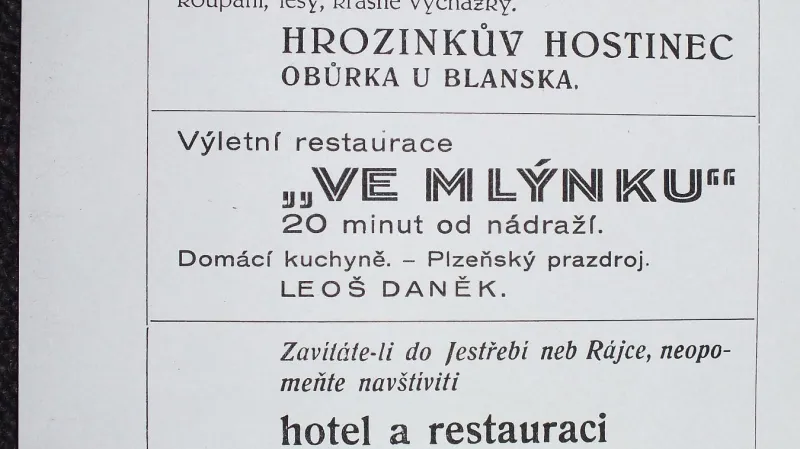 koupání, lesy, krásné vycházky.
HROZINKŮV HOSTINEC
OBŮRKA U BLANSKA.
Výletní restaurace
„VE MLÝNKU“
20 minut od nádraží.
Domácí kuchyně. – Plzeňský prazdroj.
LEOŠ DANĚK.
Zavítáte-li do Jestřebí neb Rájce, neopo-
meňte navštíviti
hotel a restauraci